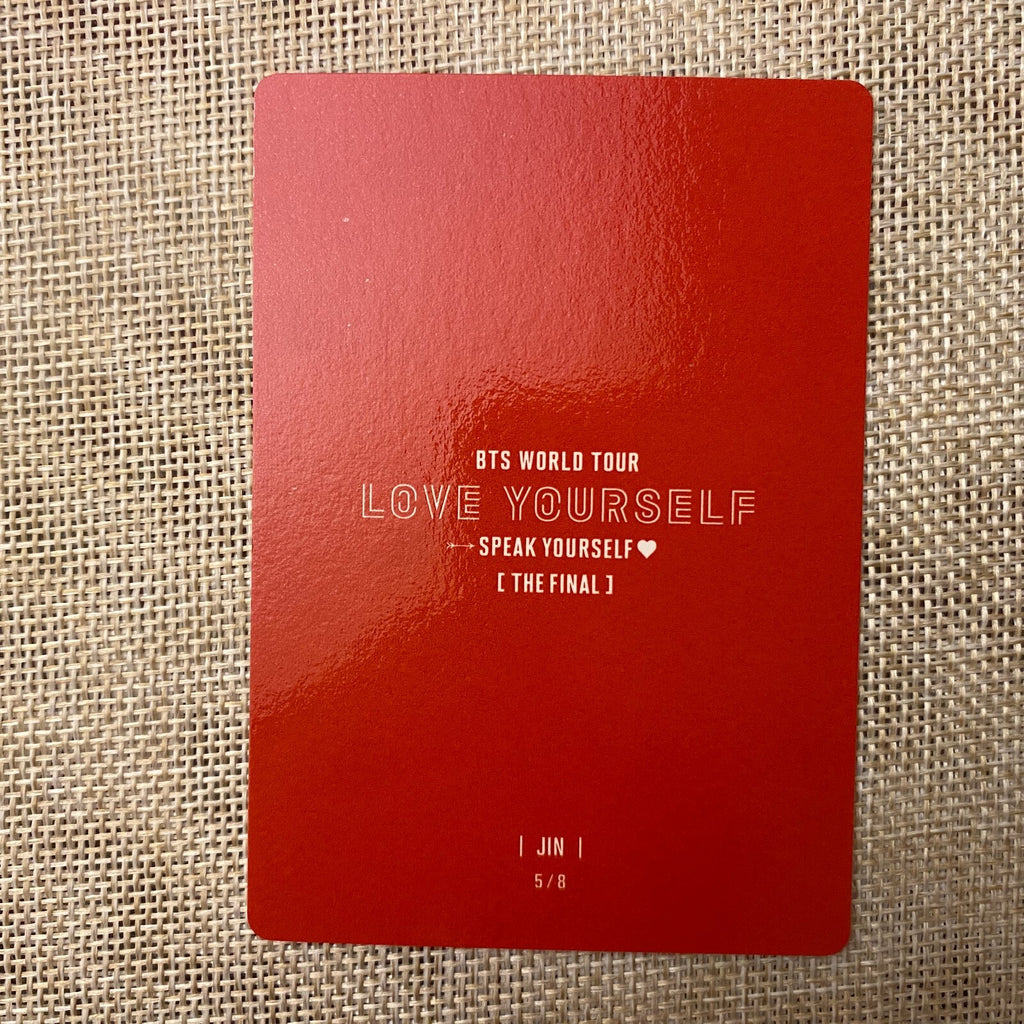 BTS WORLD TOUR
LOVE YOURSELF
SPEAK YOURSELF
[ THE FINAL ]
| JIN |
5/8